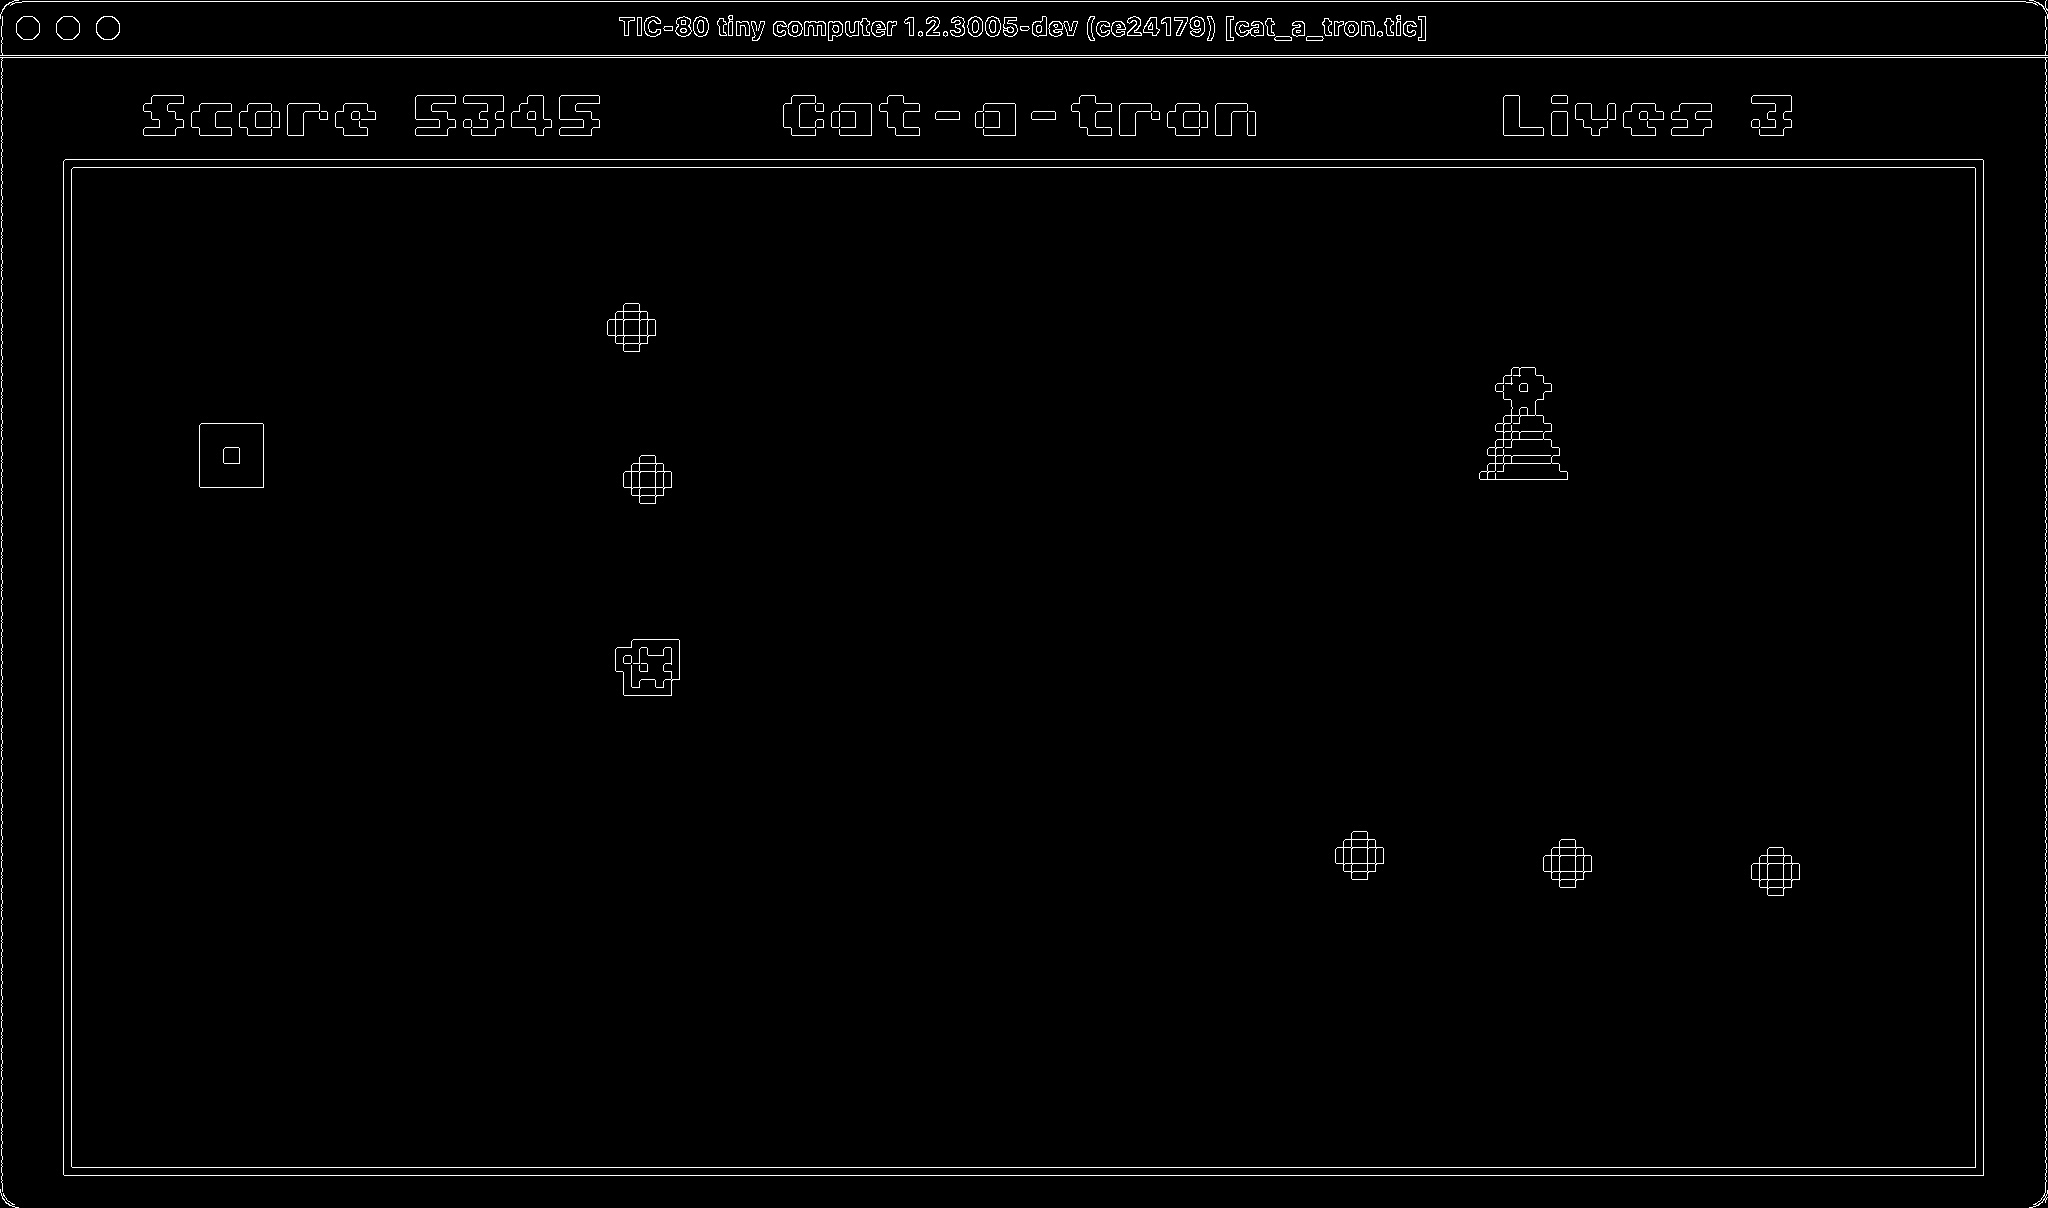 TIC-80 tiny computer 1.2.3005-dev (ce24179) [cat_a_tron.tic]
Score 5345 Cat-a-tron Lives 3